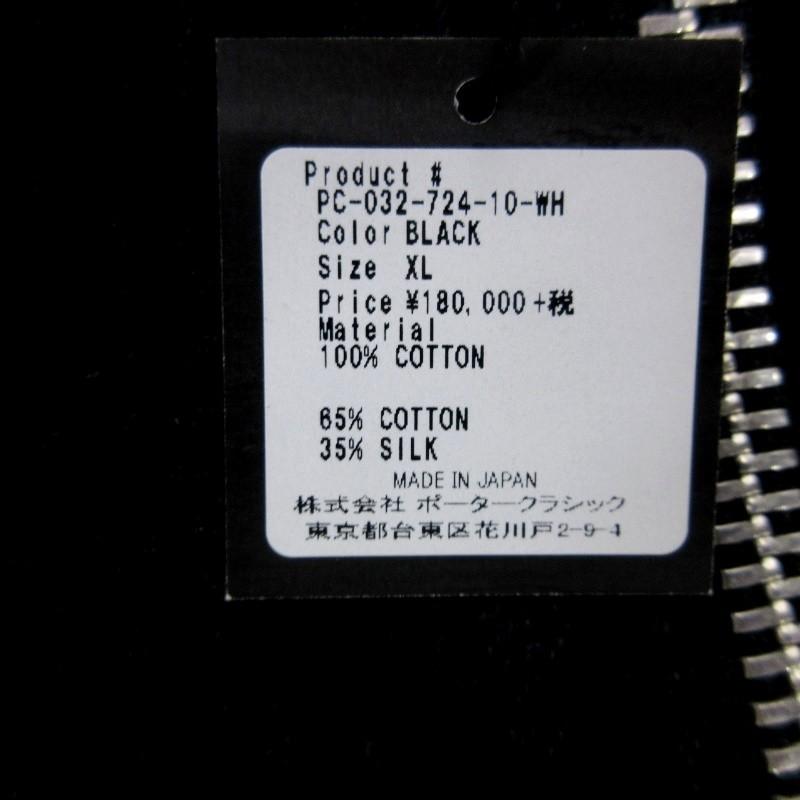 Product #
PC-032-724-10-WH
Color BLACK
Size XL
Price ¥180,000+税
Material
100% COTTON
65% COTTON
35% SILK
MADE IN JAPAN
株式会社 ポータークラシック
東京都台東区花川戸2-9-4